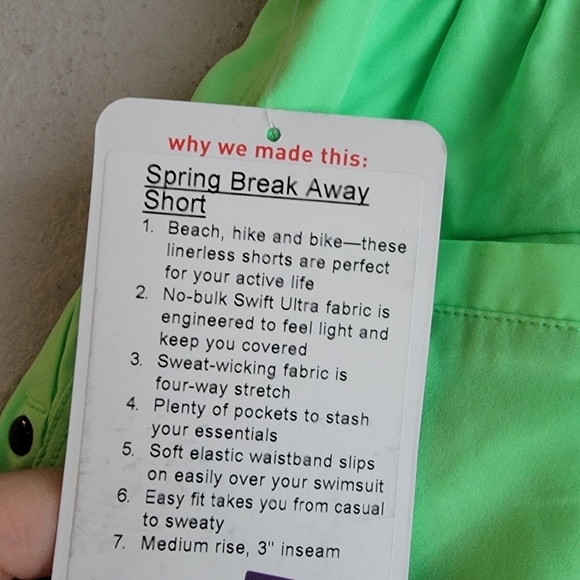 why we made this:
Spring Break Away
Short
1. Beach, hike and bike—these
linerless shorts are perfect
for your active life
2. No-bulk Swift Ultra fabric is
engineered to feel light and
keep you covered
3. Sweat-wicking fabric is
four-way stretch
4. Plenty of pockets to stash
your essentials
5. Soft elastic waistband slips
on easily over your swimsuit
6. Easy fit takes you from casual
to sweaty
7. Medium rise, 3" inseam